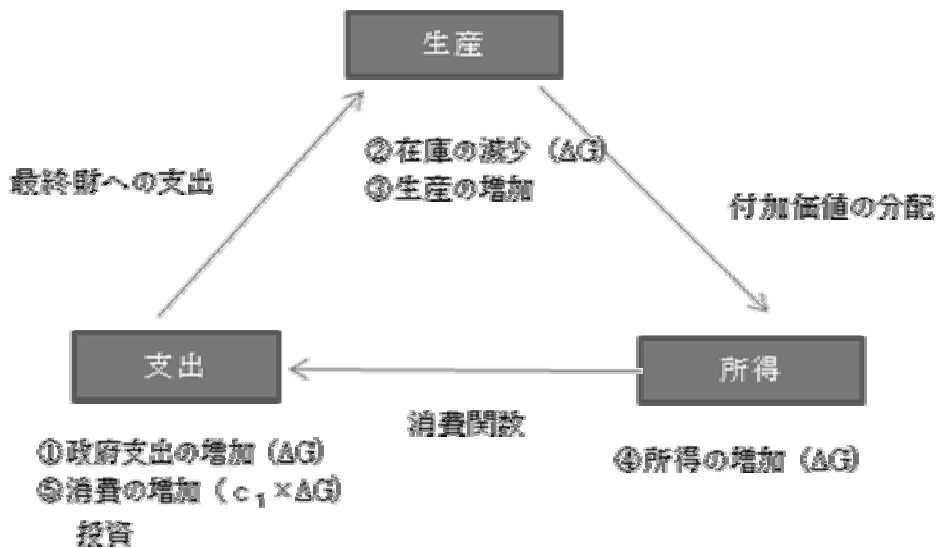 生産
②在庫の減少（ΔG）
③生産の増加
最終財への支出
付加価値の分配
支出
所得
消費関数
①政府支出の増加（ΔG）
⑤消費の増加（c₁×ΔG）
投資
④所得の増加（ΔG）